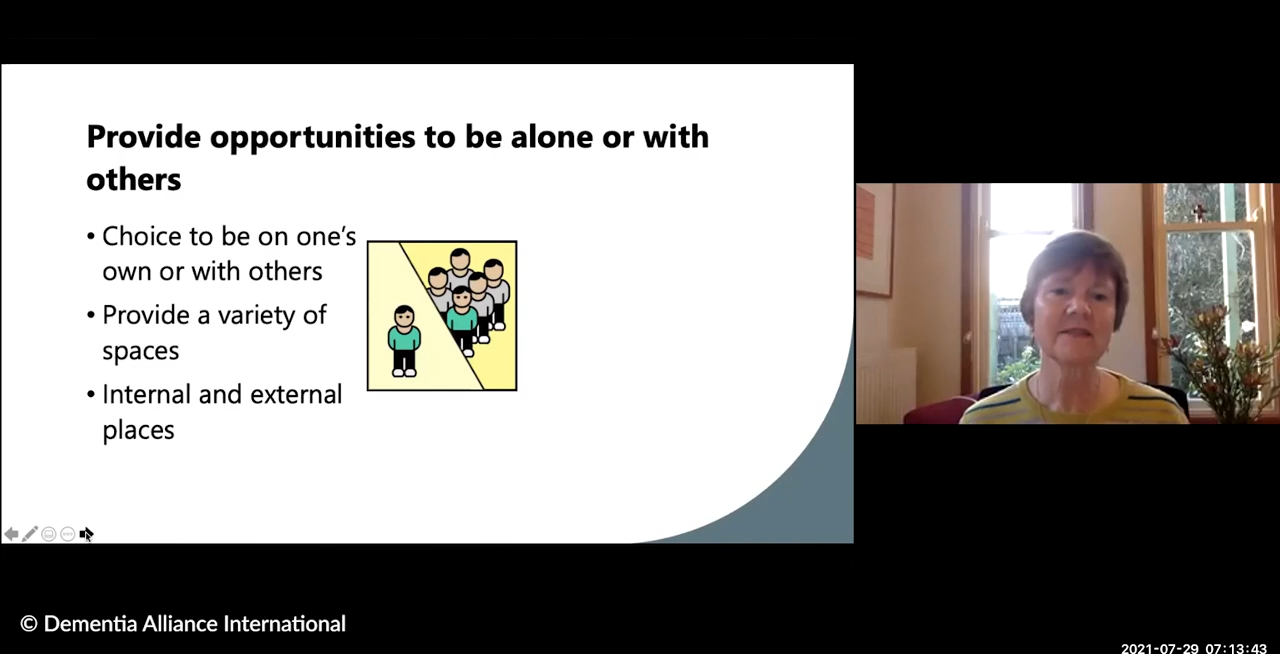 Provide opportunities to be alone or with
others
• Choice to be on one's
own or with others
• Provide a variety of
spaces
• Internal and external
places
© Dementia Alliance International
2021-07-29 07:13:43